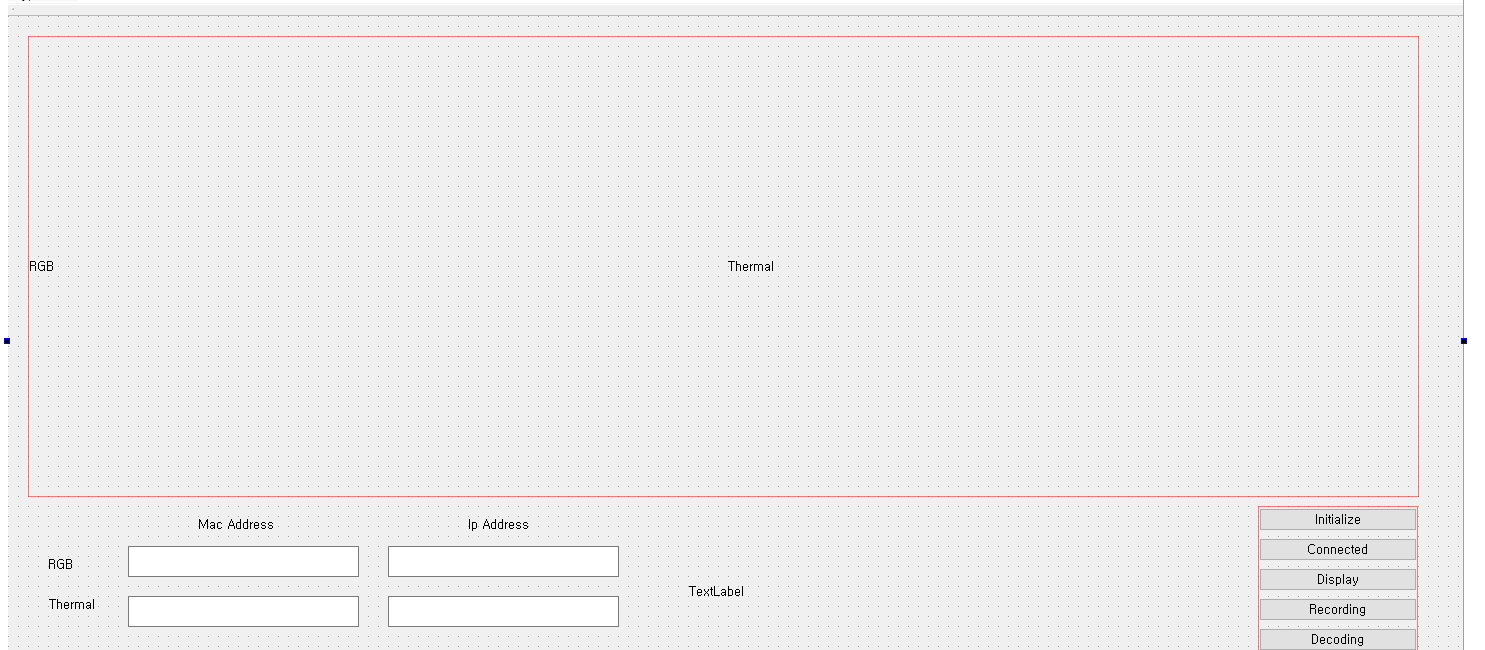 RGB
Thermal
Mac Address
Ip Address
RGB
Thermal
TextLabel
Initialize
Connected
Display
Recording
Decoding